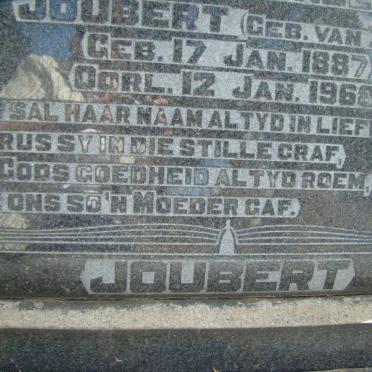 JOUBERT (GEB. VAN
(GEB. 17 JAN. 1887)
OORL. 12 JAN. 1968
SAL HAAR NAAM ALTYD IN LIEF
RUS SY IN DIE STILLE GRAF,
GODS GOEDHEID ALTYD ROEM,
ONS SO'N MOEDER GAF.
JOUBERT